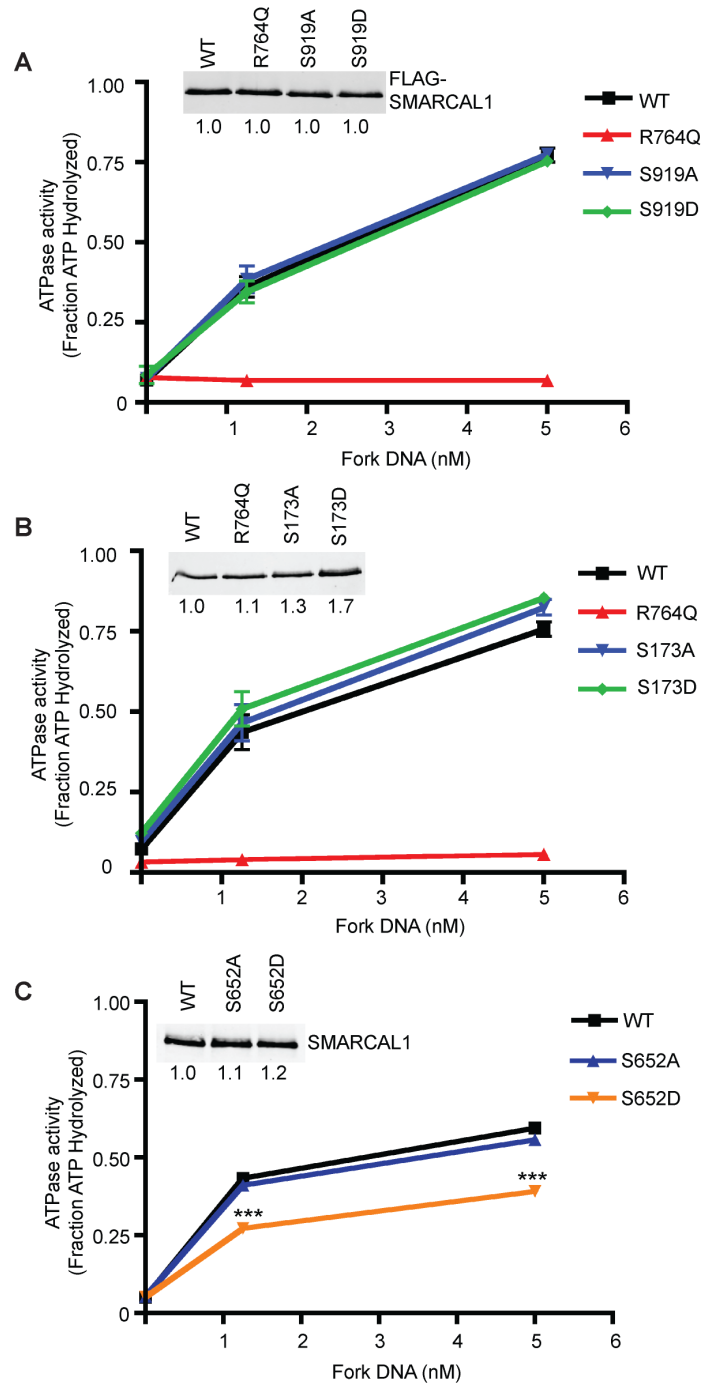 A
WT
R764Q
S919A
S919D
FLAG-
SMARCAL1
1.0 1.0 1.0 1.0
WT
R764Q
S919A
S919D
ATPase activity
(Fraction ATP Hydrolyzed)
1.00
0.75
0.50
0.25
0
1 2 3 4 5 6
Fork DNA (nM)
B
WT
R764Q
S173A
S173D
1.0 1.1 1.3 1.7
WT
R764Q
S173A
S173D
ATPase activity
(Fraction ATP Hydrolyzed)
1.00
0.75
0.50
0.25
0
1 2 3 4 5 6
Fork DNA (nM)
C
WT
S652A
S652D
SMARCAL1
1.0 1.1 1.2
WT
S652A
S652D
ATPase activity
(Fraction ATP Hydrolyzed)
1.00
0.75
0.50
0.25
0
***
***
1 2 3 4 5 6
Fork DNA (nM)